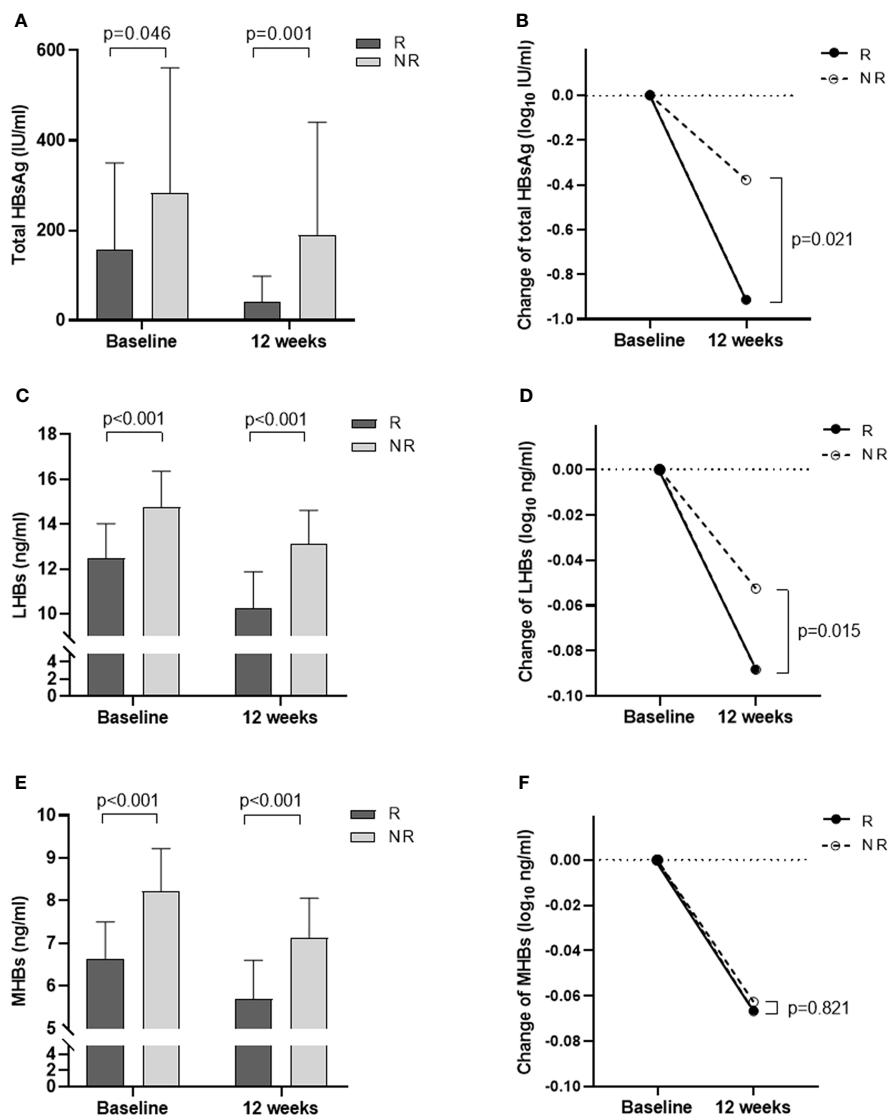 A
p=0.046
p=0.001
R
NR
600
400
200
0
Total HBsAg (IU/ml)
Baseline
12 weeks
B
R
NR
0.0
-0.2
-0.4
-0.6
-0.8
-1.0
Change of total HBsAg (log10 IU/ml)
p=0.021
Baseline
12 weeks
C
p<0.001
p<0.001
R
NR
18
16
14
12
10
4
2
0
LHBs (ng/ml)
Baseline
12 weeks
D
R
NR
0.00
-0.02
-0.04
-0.06
-0.08
-0.10
Change of LHBs (log10 ng/ml)
p=0.015
Baseline
12 weeks
E
p<0.001
p<0.001
R
NR
10
9
8
7
6
5
4
2
0
MHBs (ng/ml)
Baseline
12 weeks
F
R
NR
0.00
-0.02
-0.04
-0.06
-0.08
-0.10
Change of MHBs (log10 ng/ml)
p=0.821
Baseline
12 weeks